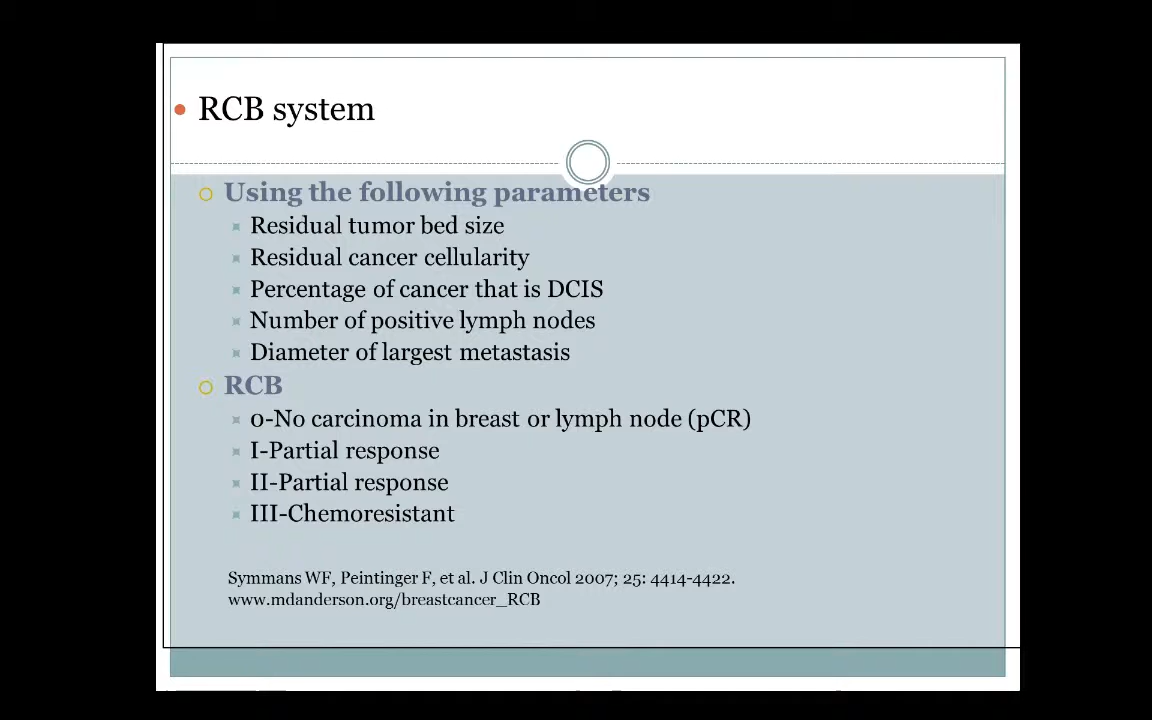 RCB system
Using the following parameters
Residual tumor bed size
Residual cancer cellularity
Percentage of cancer that is DCIS
Number of positive lymph nodes
Diameter of largest metastasis
RCB
0-No carcinoma in breast or lymph node (pCR)
I-Partial response
II-Partial response
III-Chemoresistant
Symmans WF, Peintinger F, et al. J Clin Oncol 2007; 25: 4414-4422.
www.mdanderson.org/breastcancer_RCB